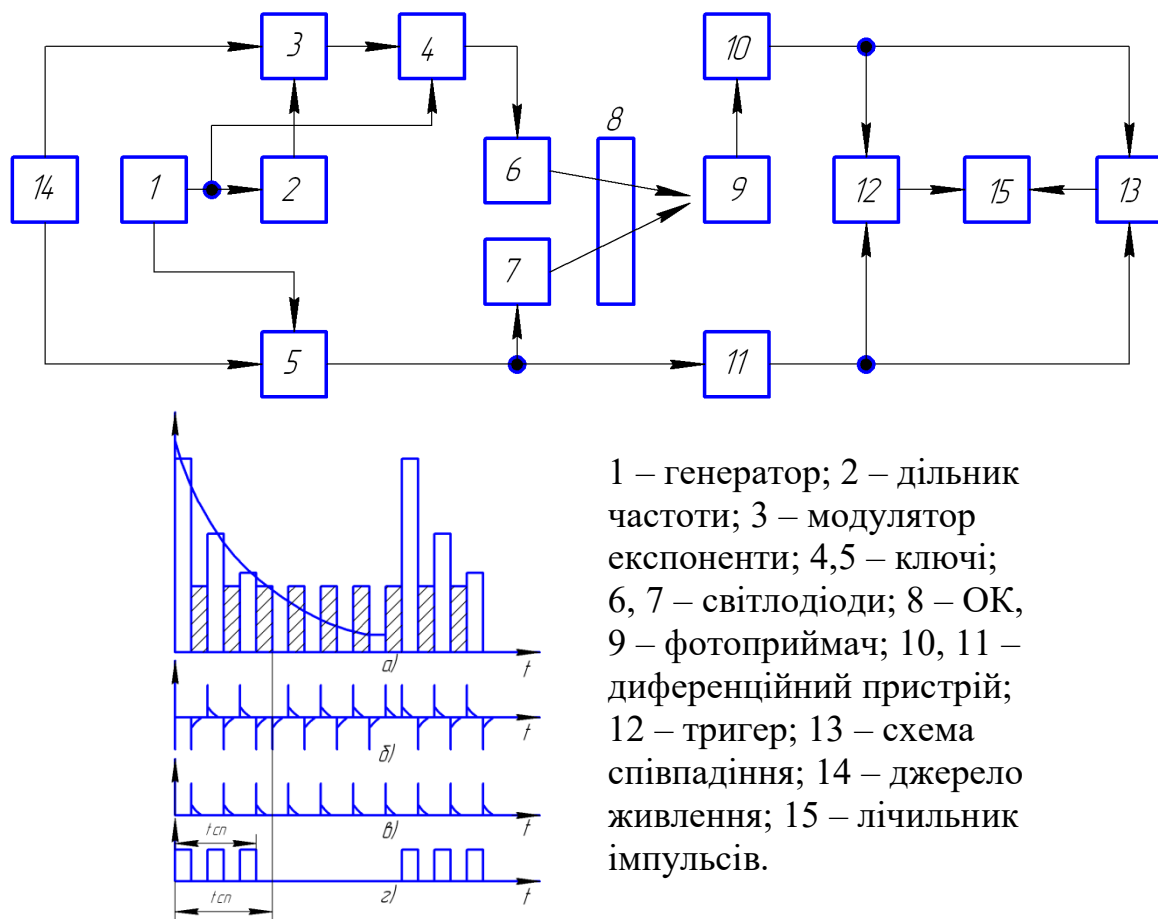 3
4
10
8
14
1
2
6
9
12
15
13
7
5
11
а)
t
б)
t
в)
t
tсп
г)
t
tсп
1 – генератор; 2 – дільник
частоти; 3 – модулятор
експоненти; 4,5 – ключі;
6, 7 – світлодіоди; 8 – ОК,
9 – фотоприймач; 10, 11 –
диференційний пристрій;
12 – тригер; 13 – схема
співпадіння; 14 – джерело
живлення; 15 – лічильник
імпульсів.